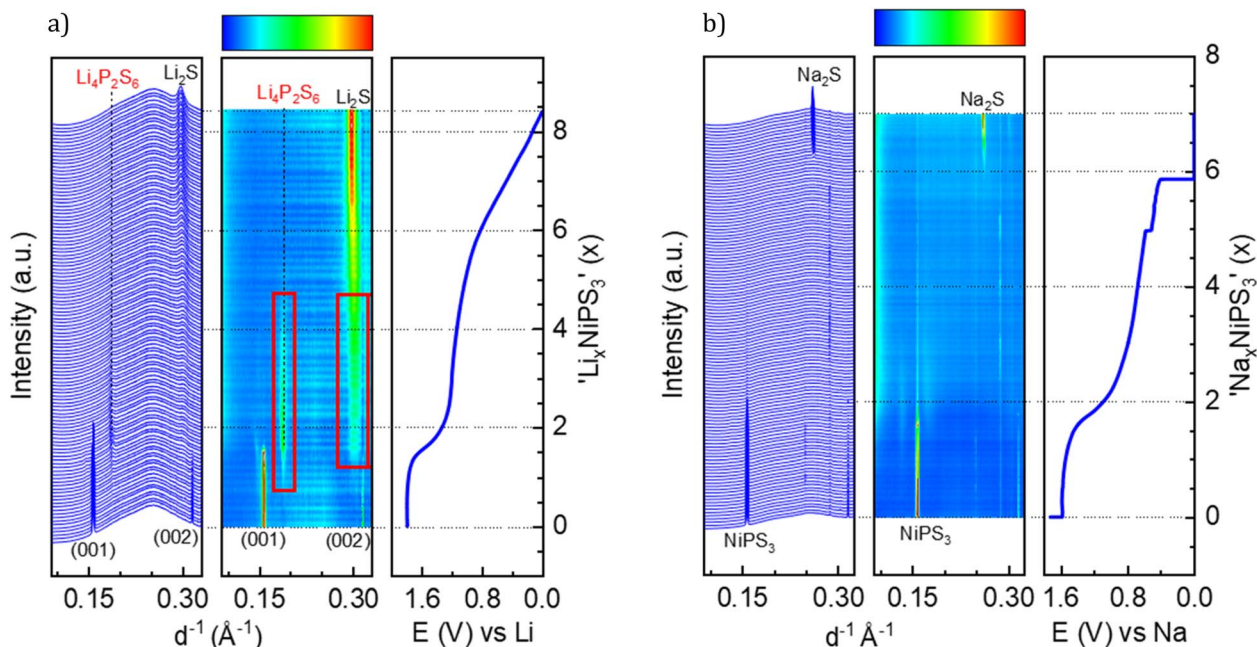 a)
Li₄P₂S₆
Li₂S
Li₄P₂S₆
Li₂S
Intensity (a.u.)
(001)
(002)
(001)
(002)
0.15 0.30
0.15 0.30
d⁻¹ (Å⁻¹)
1.6 0.8 0.0
E (V) vs Li
8
6
4
2
0
'LiₓNiPS₃' (x)
b)
Na₂S
Na₂S
Intensity (a.u.)
NiPS₃
NiPS₃
0.15 0.30
0.15 0.30
d⁻¹ Å⁻¹
1.6 0.8 0.0
E (V) vs Na
8
6
4
2
0
'NaₓNiPS₃' (x)